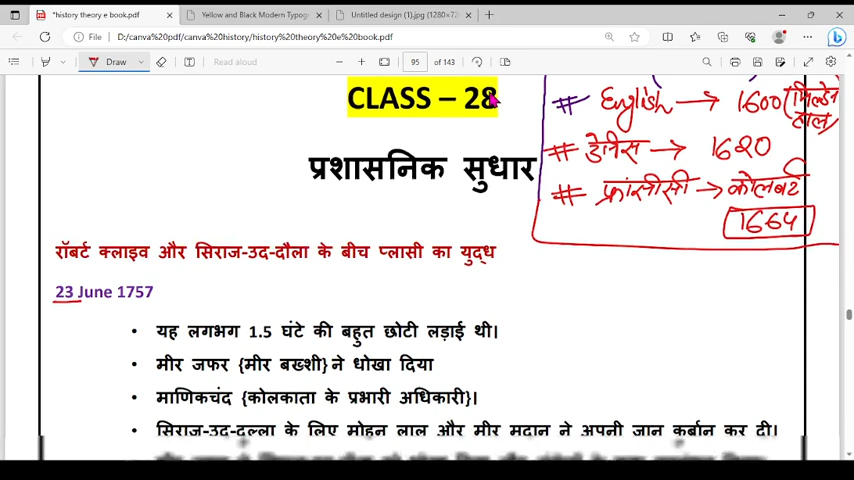 *history theory e book.pdf
Yellow and Black Modern Typogr
Untitled design (1).jpg (1280×72
File
D:/canva%20pdf/canva%20history/history%20theory%20e%20book.pdf
Draw
Read aloud
95 of 143
CLASS – 28
# English → 1600 (मिल्डेन
हाल)
प्रशासनिक सुधार
# डेनिस → 1620
# फ्रांसीसी → कोलबर्ट
1664
रॉबर्ट क्लाइव और सिराज-उद-दौला के बीच प्लासी का युद्ध
23 June 1757
• यह लगभग 1.5 घंटे की बहुत छोटी लड़ाई थी।
• मीर जफर {मीर बख्शी} ने धोखा दिया
• माणिकचंद {कोलकाता के प्रभारी अधिकारी}।
• सिराज-उद-दुल्ला के लिए मोहन लाल और मीर मदान ने अपनी जान कुर्बान कर दी।